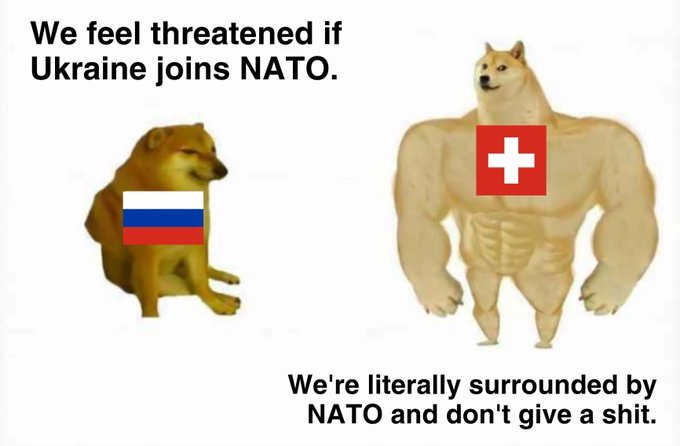 We feel threatened if
Ukraine joins NATO.
We're literally surrounded by
NATO and don't give a shit.